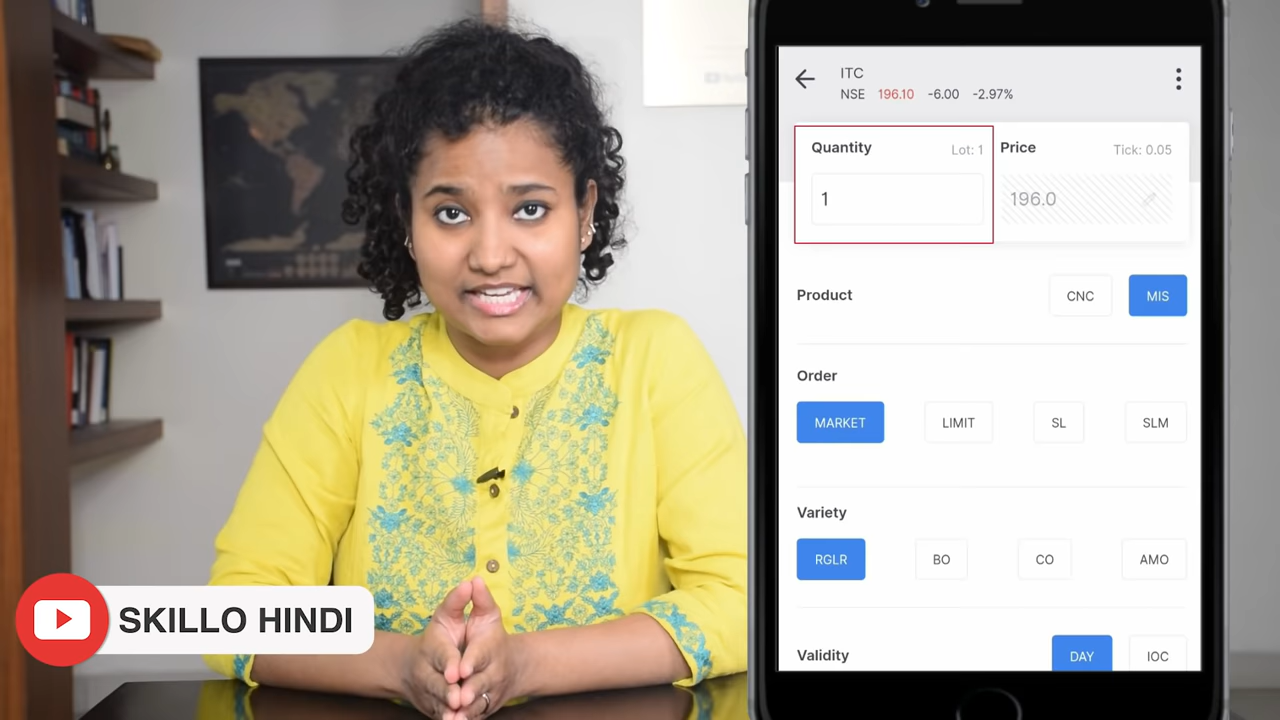 SKILLO HINDI
ITC
NSE 196.10 -6.00 -2.97%
Quantity Lot: 1 Price Tick: 0.05
1 196.0
Product CNC MIS
Order
MARKET LIMIT SL SLM
Variety
RGLR BO CO AMO
Validity DAY IOC